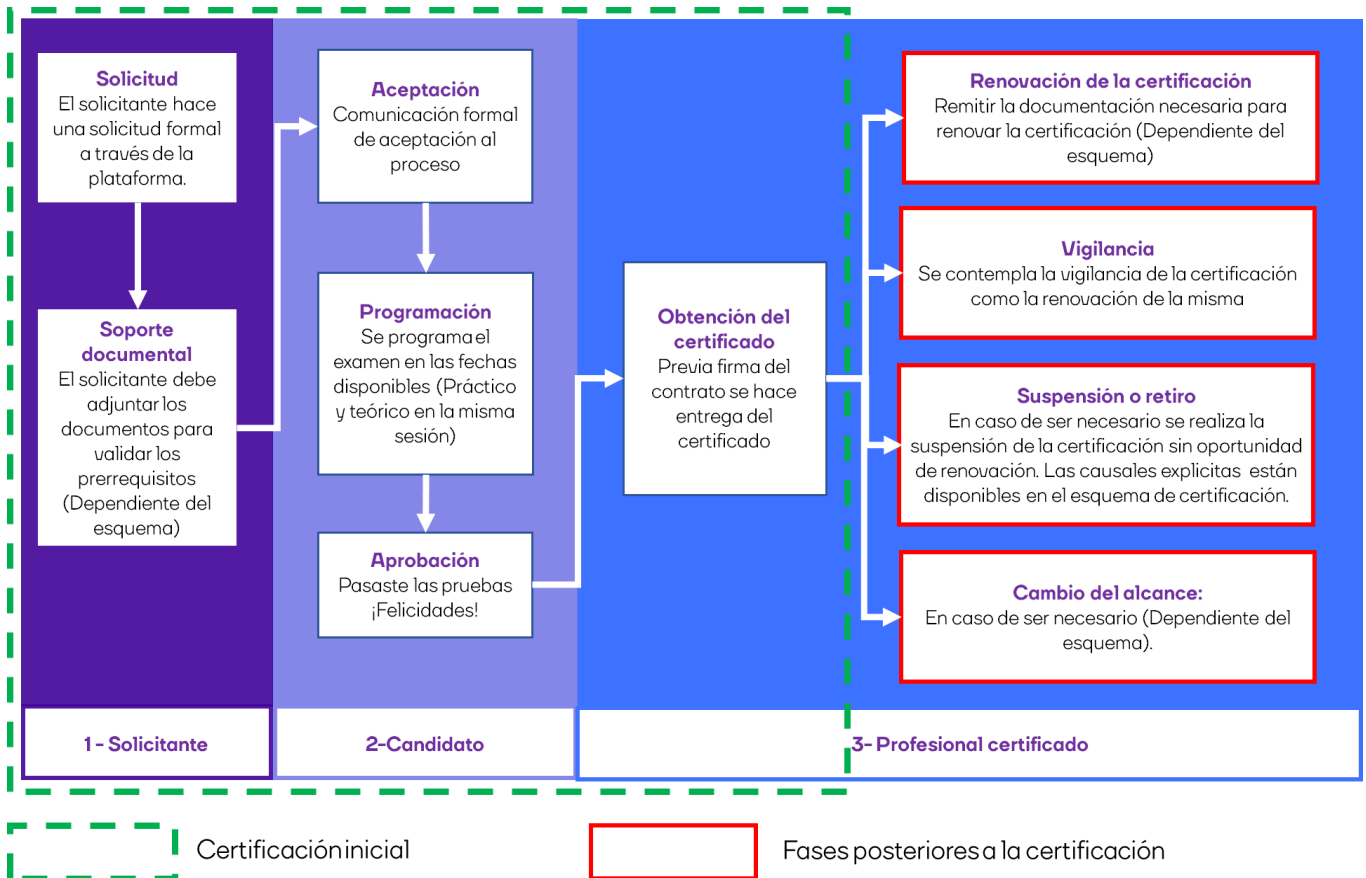 Solicitud
El solicitante hace
una solicitud formal
a través de la
plataforma.
Soporte
documental
El solicitante debe
adjuntar los
documentos para
validar los
prerrequisitos
(Dependiente del
esquema)
Aceptación
Comunicación formal
de aceptación al
proceso
Programación
Se programa el
examen en las fechas
disponibles (Práctico
y teórico en la misma
sesión)
Aprobación
Pasaste las pruebas
¡Felicidades!
Obtención del
certificado
Previa firma del
contrato se hace
entrega del
certificado
Renovación de la certificación
Remitir la documentación necesaria para
renovar la certificación (Dependiente del
esquema)
Vigilancia
Se contempla la vigilancia de la certificación
como la renovación de la misma
Suspensión o retiro
En caso de ser necesario se realiza la
suspensión de la certificación sin oportunidad
de renovación. Las causales explicitas están
disponibles en el esquema de certificación.
Cambio del alcance:
En caso de ser necesario (Dependiente del
esquema).
1 - Solicitante
2-Candidato
3- Profesional certificado
Certificación inicial
Fases posteriores a la certificación